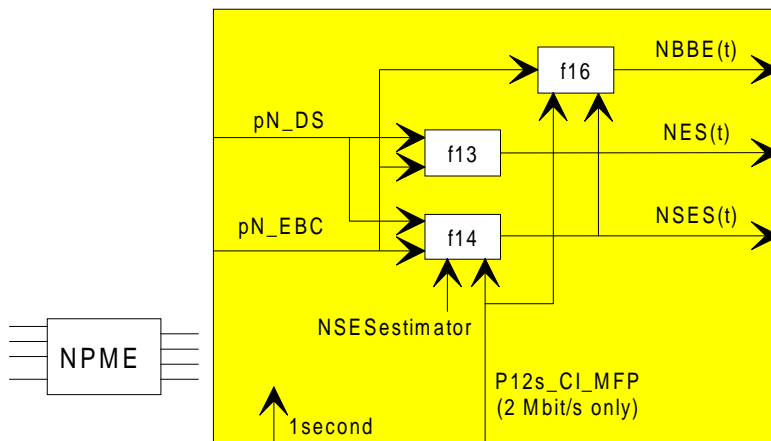 NBBE(t)
f16
pN_DS
NES(t)
f13
NSES(t)
pN_EBC
f14
NSESestimator
NPME
P12s_CI_MFP
(2 Mbit/s only)
1second